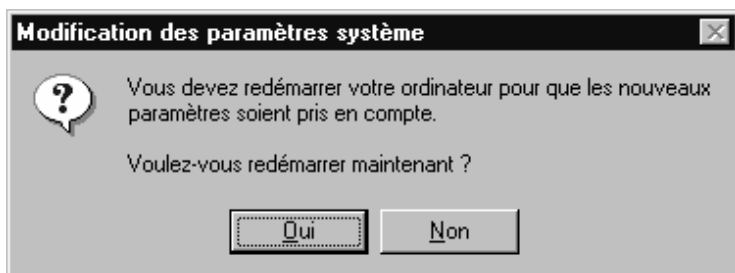 Modification des paramètres système
Vous devez redémarrer votre ordinateur pour que les nouveaux
paramètres soient pris en compte.
Voulez-vous redémarrer maintenant ?
Oui Non